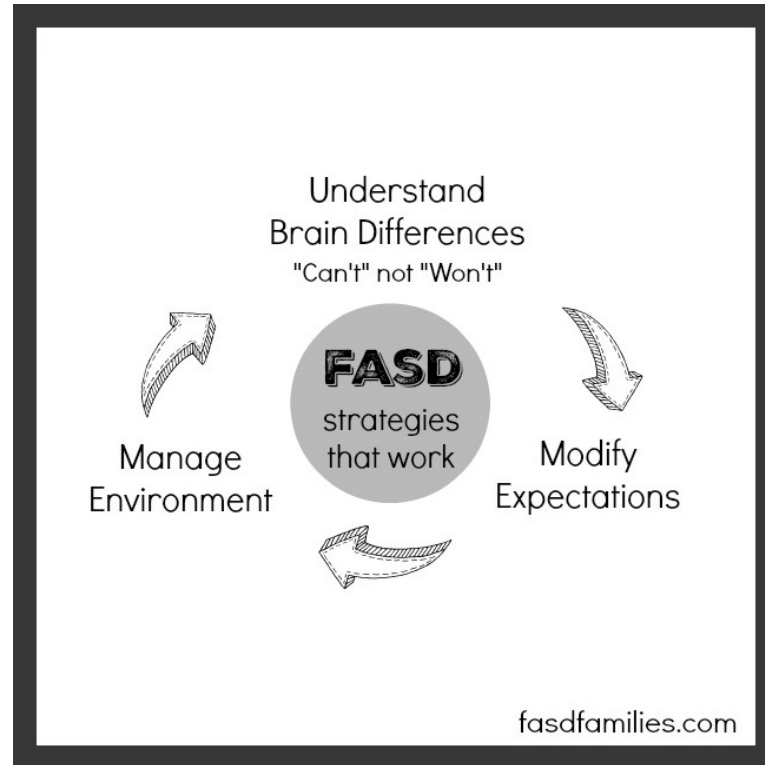 Understand
Brain Differences
"Can't" not "Won't"
FASD
strategies
that work
Modify
Expectations
Manage
Environment
fasdfamilies.com